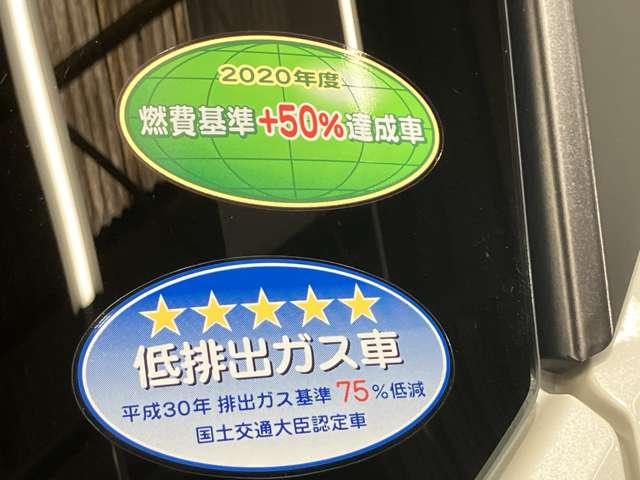 2020年度
燃費基準+50%達成車
低排出ガス車
平成30年 排出ガス基準 75%低減
国土交通大臣認定車